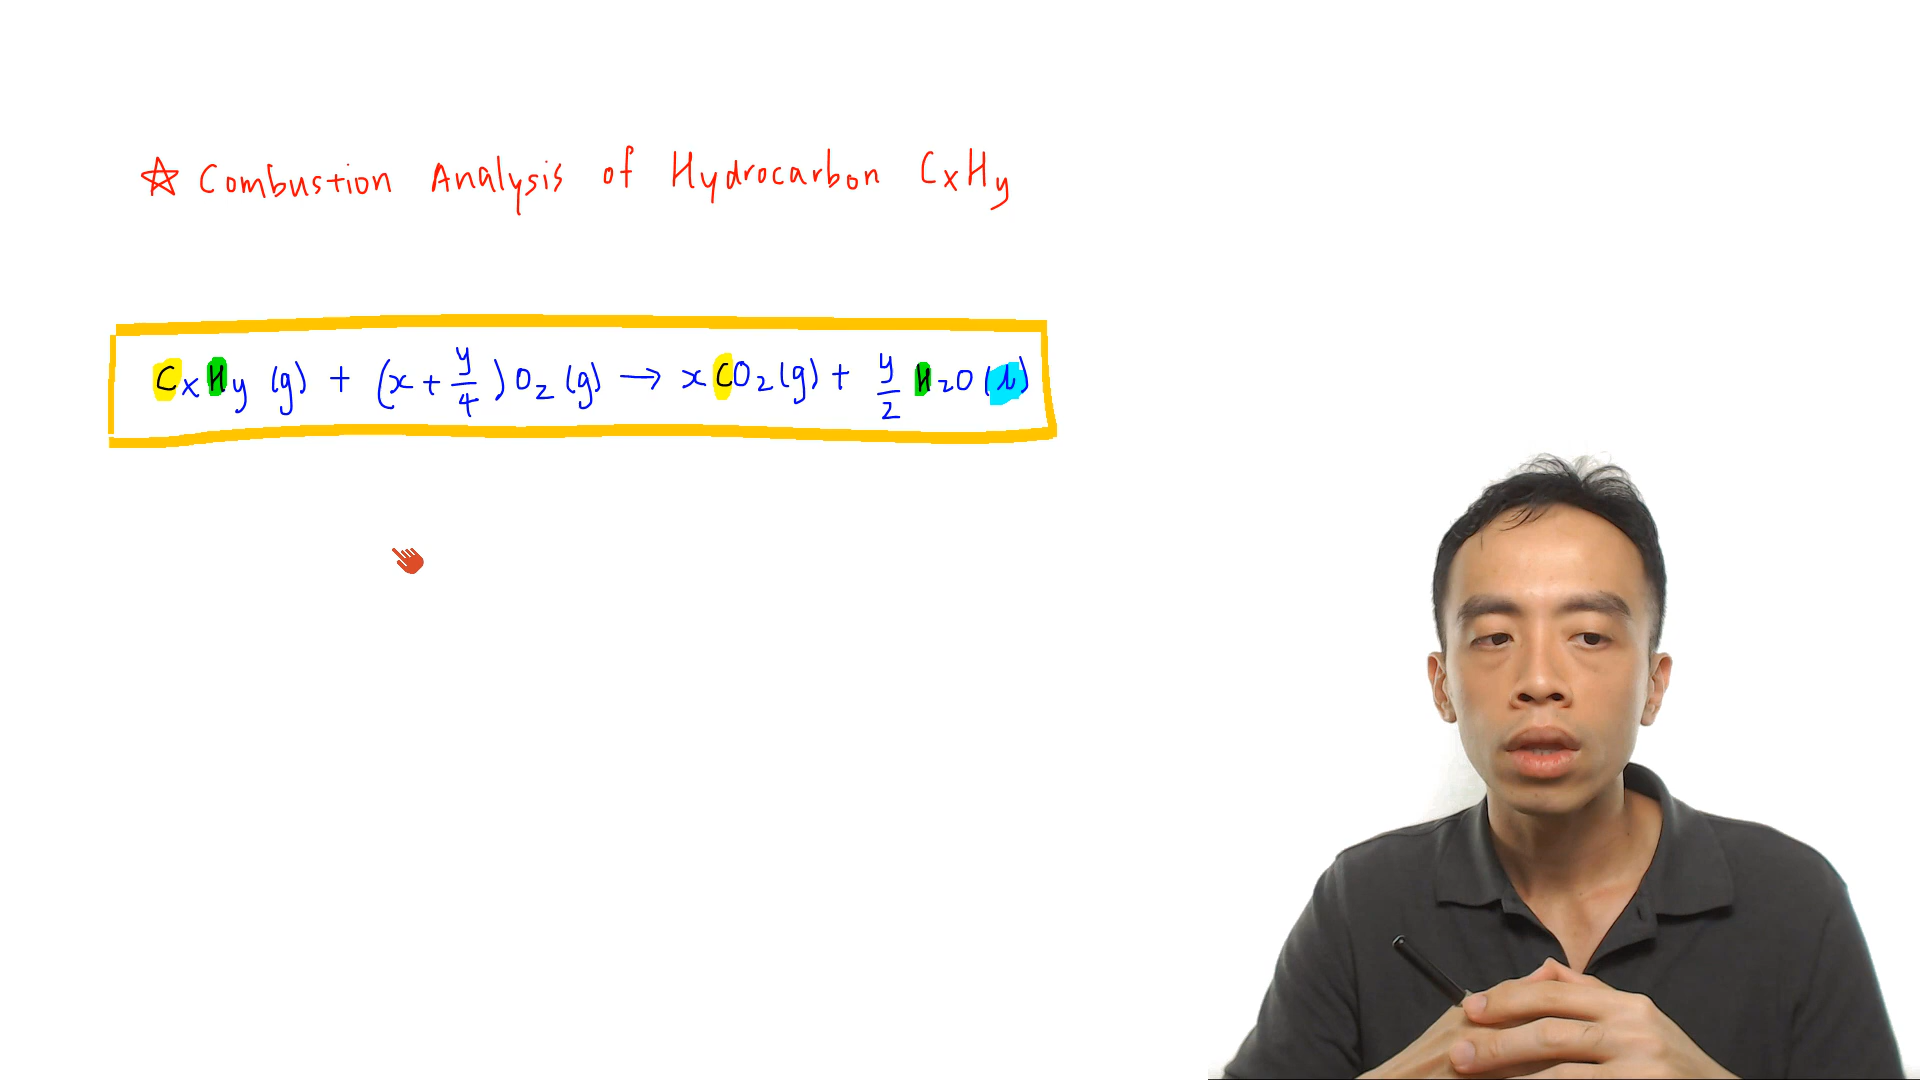 ☆ Combustion Analysis of Hydrocarbon CxHy
CxHy (g) + (x + y/4) O2 (g) → x CO2 (g) + y/2 H2O (l)